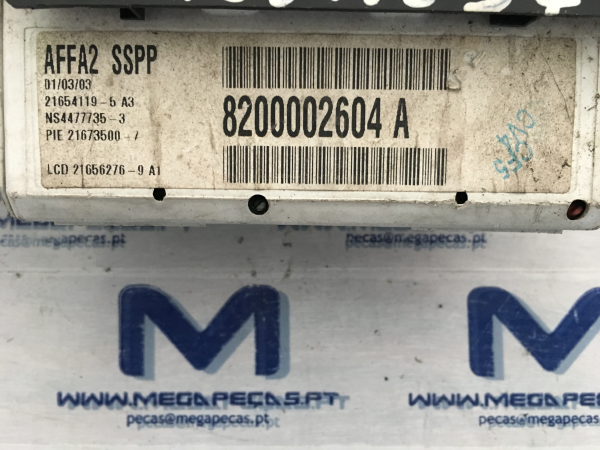 AFFA2 SSPP
01/03/03
21654119-5 A3
NS4477735-3
PIE 21673500-7
LCD 21656276-9 A1
8200002604 A
pecas@megapecas.pt
pecas@megapecas.pt
M
M
WWW.MEGAPECAS.PT
WWW.MEGAPECAS.PT
pecas@megapecas.pt
pecas@megapecas.pt